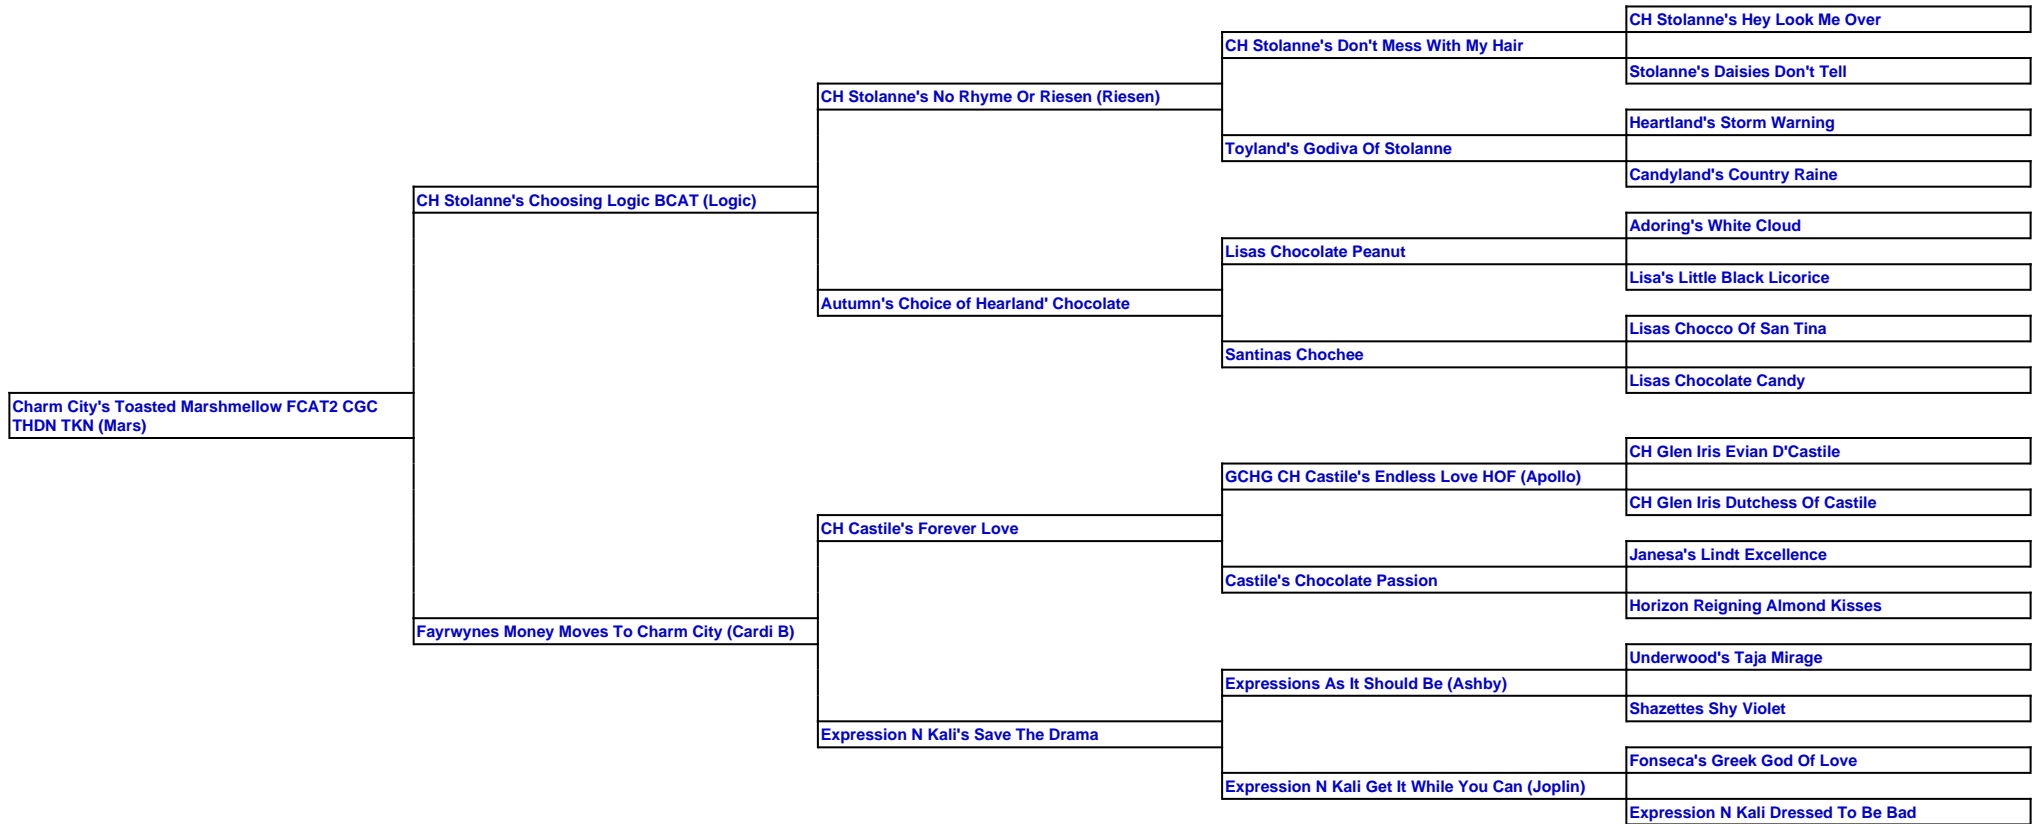 CH Stolanne's Hey Look Me Over
CH Stolanne's Don't Mess With My Hair
Stolanne's Daisies Don't Tell
CH Stolanne's No Rhyme Or Riesen (Riesen)
Heartland's Storm Warning
Toyland's Godiva Of Stolanne
Candyland's Country Raine
CH Stolanne's Choosing Logic BCAT (Logic)
Adoring's White Cloud
Lisas Chocolate Peanut
Lisa's Little Black Licorice
Autumn's Choice of Hearland' Chocolate
Lisas Chocco Of San Tina
Santinas Chochee
Lisas Chocolate Candy
Charm City's Toasted Marshmellow FCAT2 CGC
THDN TKN (Mars)
CH Glen Iris Evian D'Castile
GCHG CH Castile's Endless Love HOF (Apollo)
CH Glen Iris Dutchess Of Castile
CH Castile's Forever Love
Janesa's Lindt Excellence
Castile's Chocolate Passion
Horizon Reigning Almond Kisses
Fayrwynes Money Moves To Charm City (Cardi B)
Underwood's Taja Mirage
Expressions As It Should Be (Ashby)
Shazettes Shy Violet
Expression N Kali's Save The Drama
Fonseca's Greek God Of Love
Expression N Kali Get It While You Can (Joplin)
Expression N Kali Dressed To Be Bad